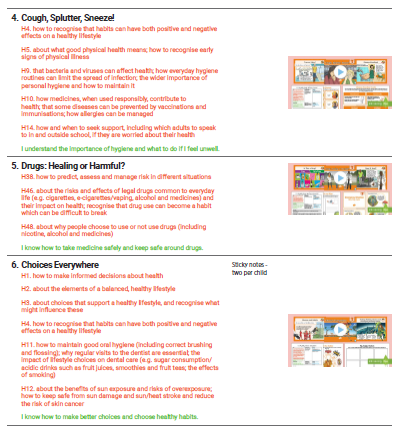 4. Cough, Splutter, Sneeze!
H4. how to recognise that habits can have both positive and negative
effects on a healthy lifestyle
H5. about what good physical health means; how to recognise early
signs of physical illness
H9. that bacteria and viruses can affect health; how everyday hygiene
routines can limit the spread of infection; the wider importance of
personal hygiene and how to maintain it
H10. how medicines, when used responsibly, contribute to
health; that some diseases can be prevented by vaccinations and
immunisations; how allergies can be managed
H14. how and when to seek support, including which adults to speak
to in and outside school, if they are worried about their health
I understand the importance of hygiene and what to do if I feel unwell.
5. Drugs: Healing or Harmful?
H38. how to predict, assess and manage risk in different situations
H46. about the risks and effects of legal drugs common to everyday
life (e.g. cigarettes, e-cigarettes/vaping, alcohol and medicines) and
their impact on health; recognise that drug use can become a habit
which can be difficult to break
H48. about why people choose to use or not use drugs (including
nicotine, alcohol and medicines)
I know how to take medicine safely and keep safe around drugs.
6. Choices Everywhere
Sticky notes -
two per child
H1. how to make informed decisions about health
H2. about the elements of a balanced, healthy lifestyle
H3. about choices that support a healthy lifestyle, and recognise what
might influence these
H4. how to recognise that habits can have both positive and negative
effects on a healthy lifestyle
H11. how to maintain good oral hygiene (including correct brushing
and flossing); why regular visits to the dentist are essential; the
impact of lifestyle choices on dental care (e.g. sugar consumption/
acidic drinks such as fruit juices, smoothies and fruit teas; the effects
of smoking)
H12. about the benefits of sun exposure and risks of overexposure;
how to keep safe from sun damage and sun/heat stroke and reduce
the risk of skin cancer
I know how to make better choices and choose healthy habits.